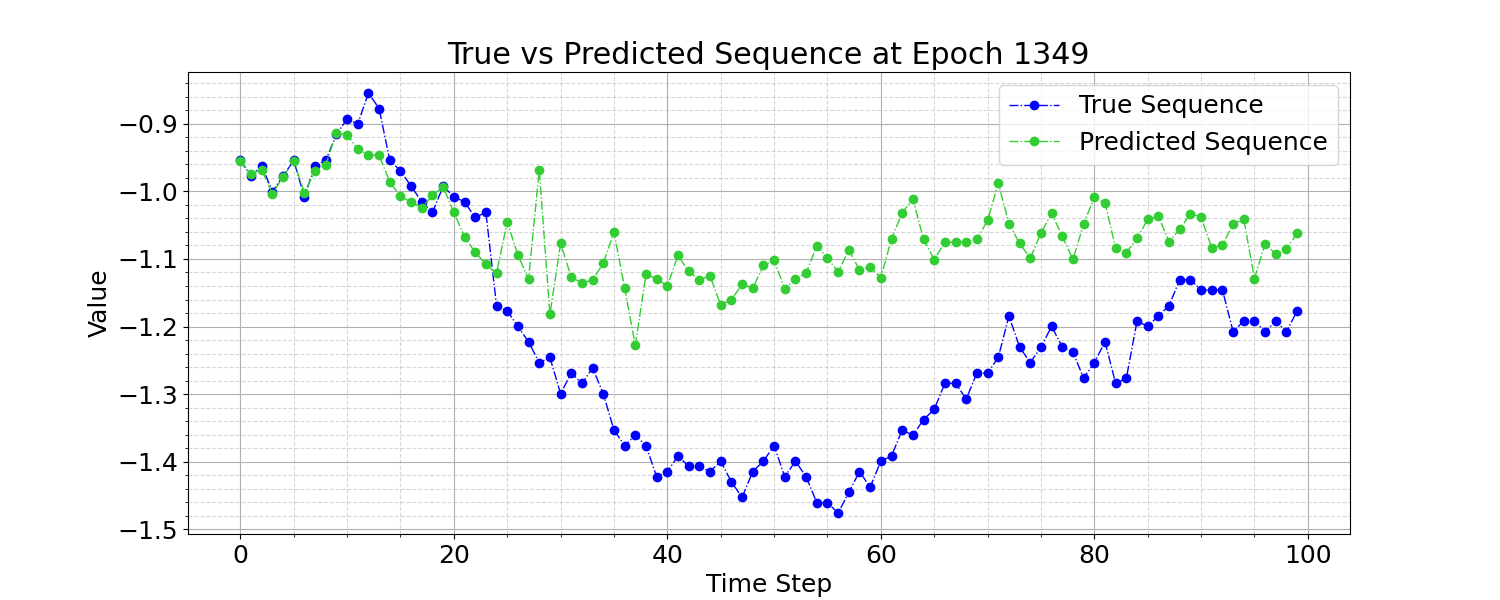 True vs Predicted Sequence at Epoch 1349
True Sequence
Predicted Sequence
Value
−0.9
−1.0
−1.1
−1.2
−1.3
−1.4
−1.5
0 20 40 60 80 100
Time Step